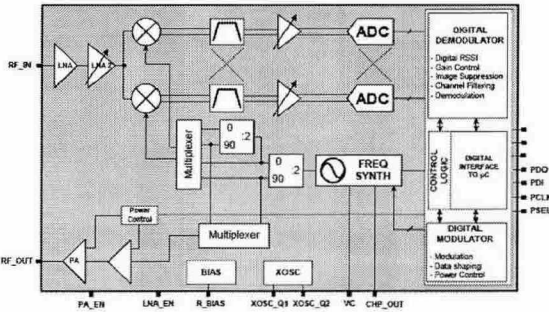 DIGITAL
DEMODULATOR
- Digital RSSI
- Gain Control
- Image Suppression
- Channel Filtering
- Demodulation
ADC
ADC
RF_IN
LNA
LNA 2
Multiplexer
0
:2
90
0
:2
90
FREQ
SYNTH
CONTROL
LOGIC
DIGITAL
INTERFACE
TO µC
PDO
PDI
PCLK
PSEL
Power
Control
Multiplexer
DIGITAL
MODULATOR
- Modulation
- Data shaping
- Power Control
RF_OUT
PA
BIAS
XOSC
PA_EN
LNA_EN
R_BIAS
XOSC_Q1
XOSC_Q2
VC
CHP_OUT